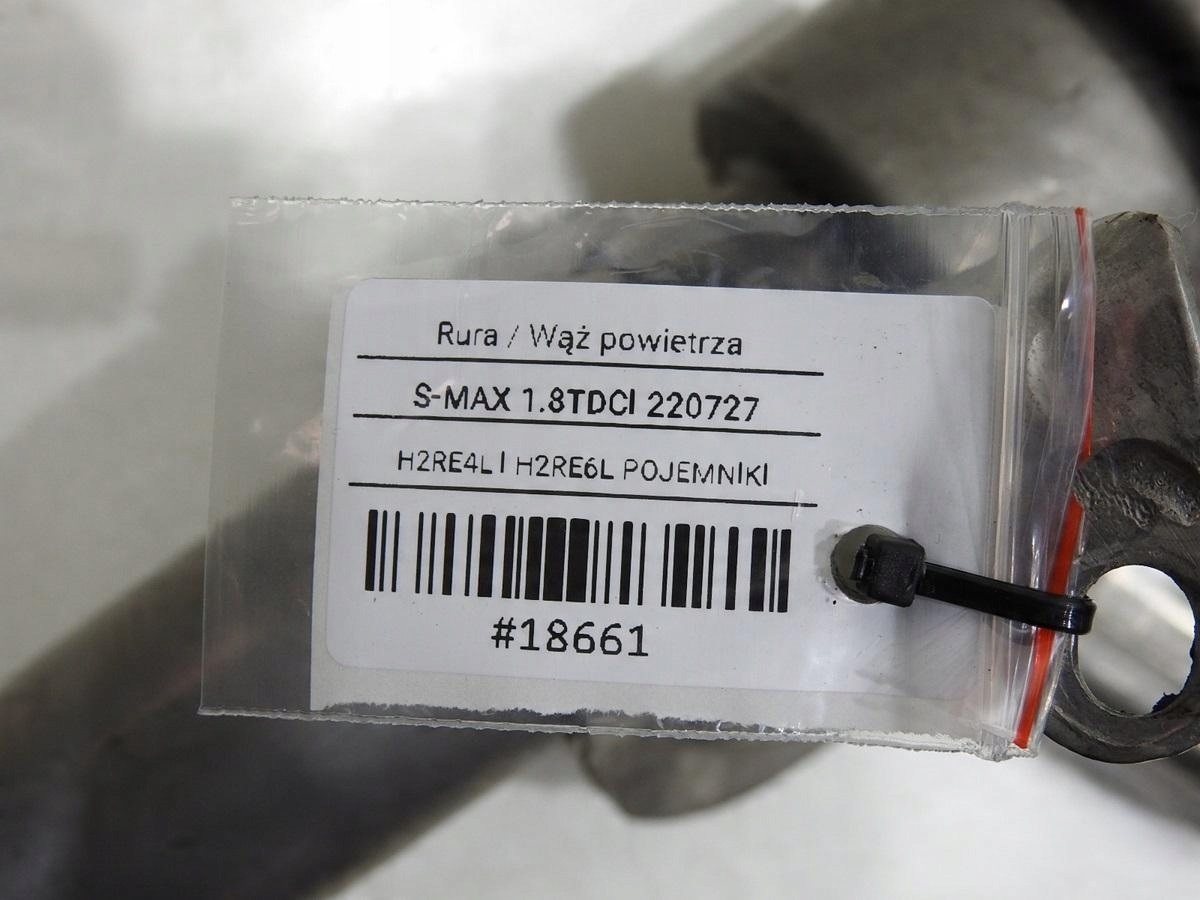 Rura / Wąż powietrza
S-MAX 1.8TDCI 220727
H2RE4L I H2RE6L POJEMNIKI
#18661